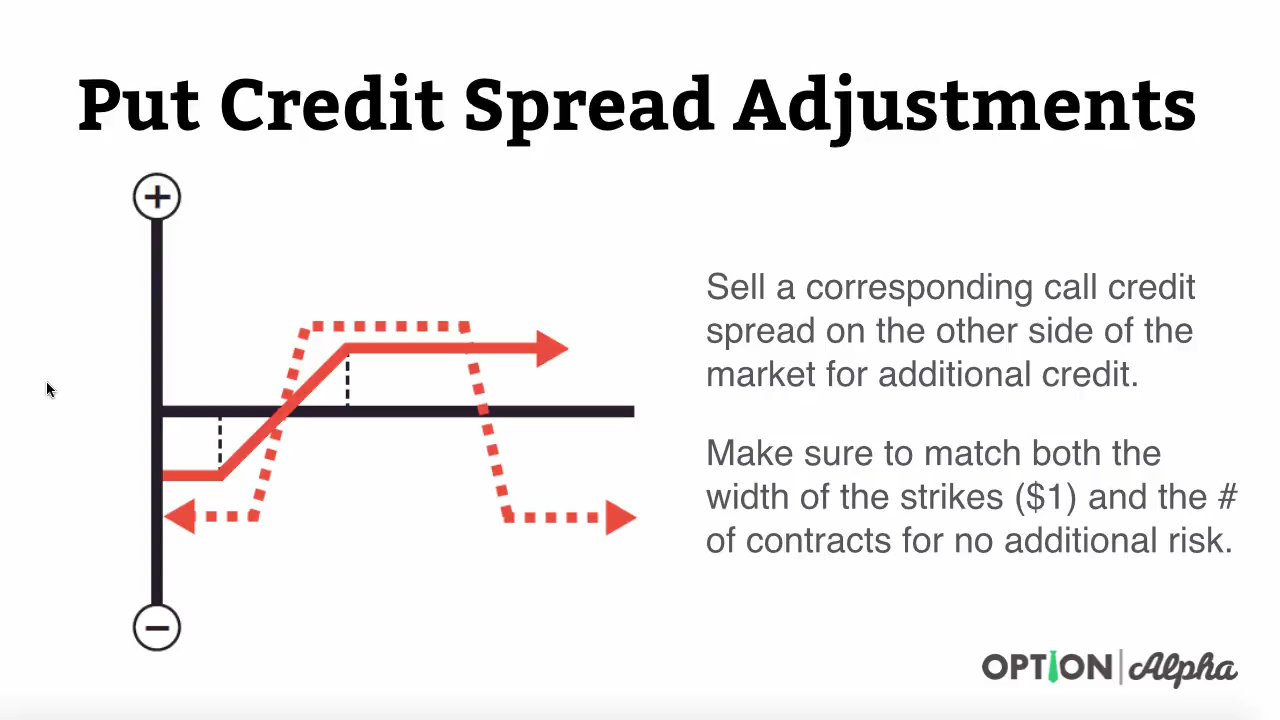 Put Credit Spread Adjustments
+
Sell a corresponding call credit
spread on the other side of the
market for additional credit.
Make sure to match both the
width of the strikes ($1) and the #
of contracts for no additional risk.
−
OPTION | Alpha